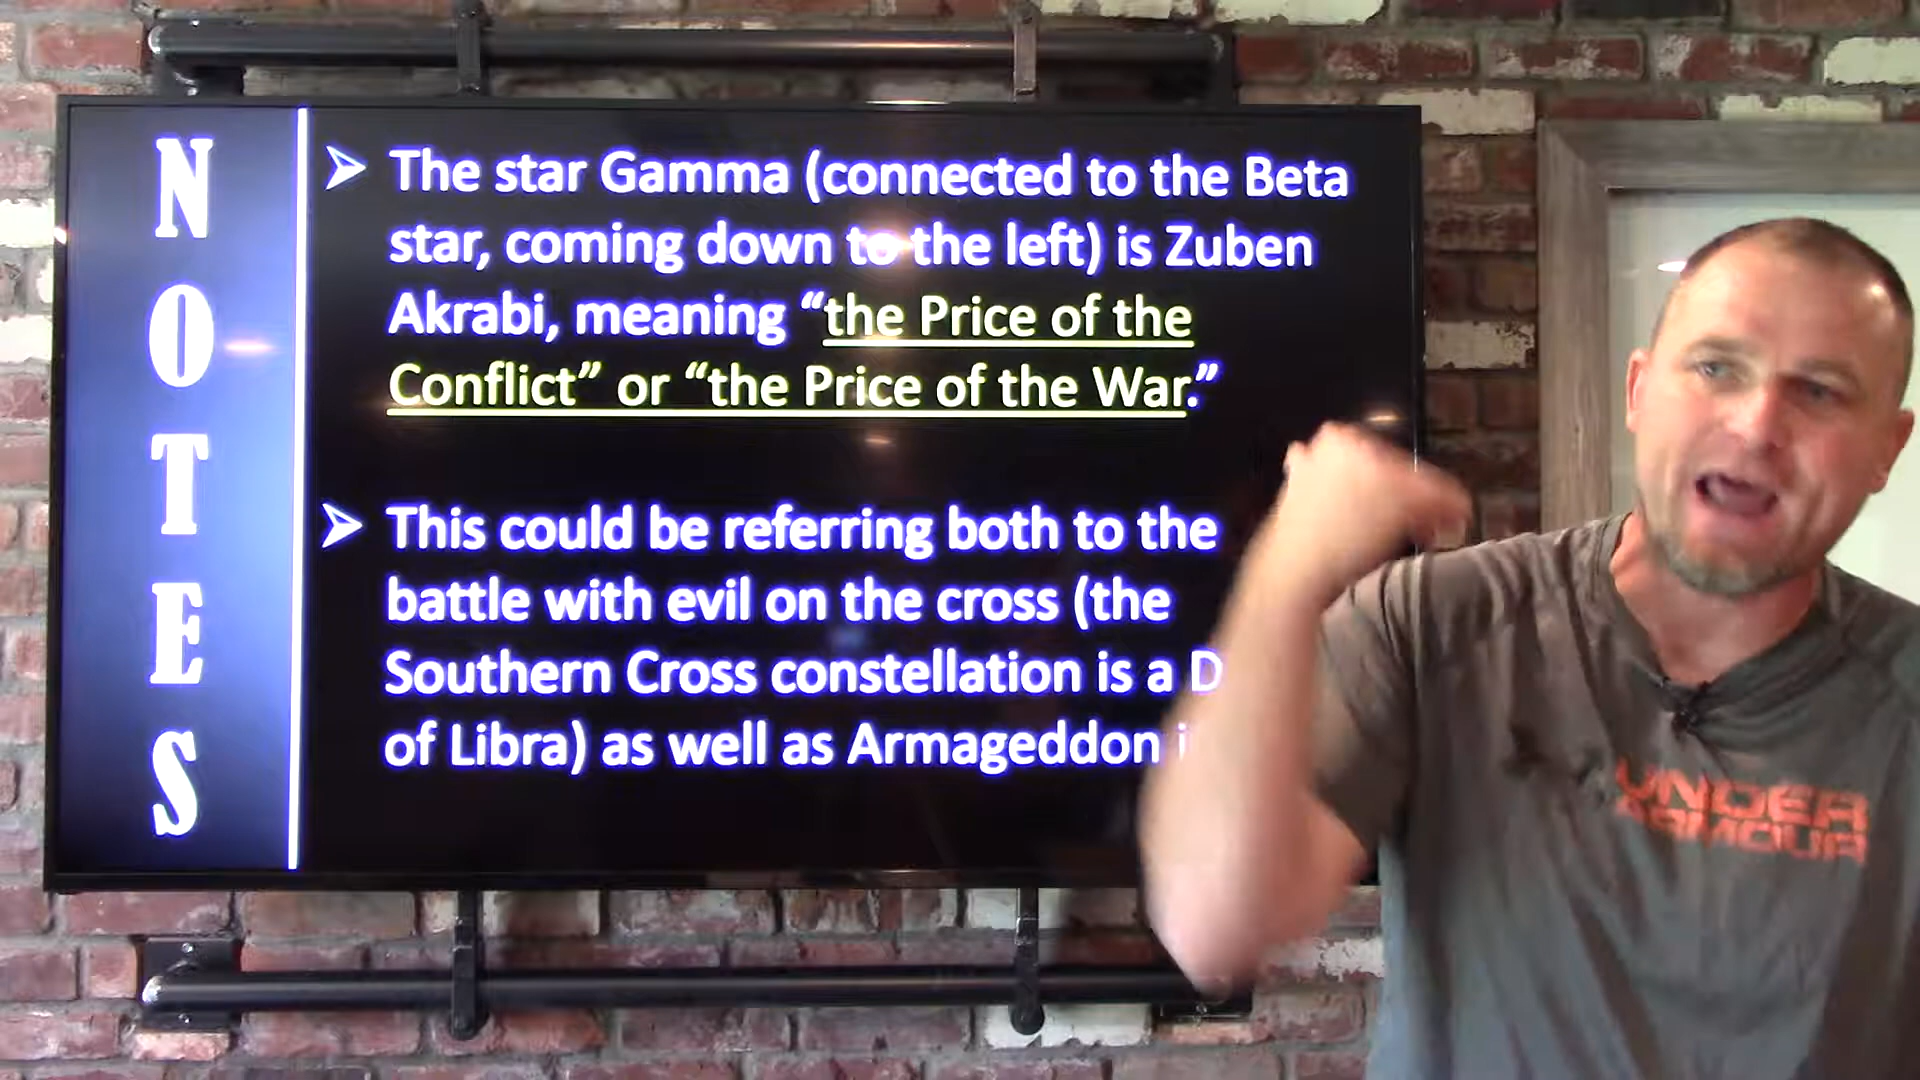 NOTES
➢ The star Gamma (connected to the Beta
star, coming down to the left) is Zuben
Akrabi, meaning “the Price of the
Conflict” or “the Price of the War.”
➢ This could be referring both to the
battle with evil on the cross (the
Southern Cross constellation is a
of Libra) as well as Armageddon
UNDER
ARMOUR